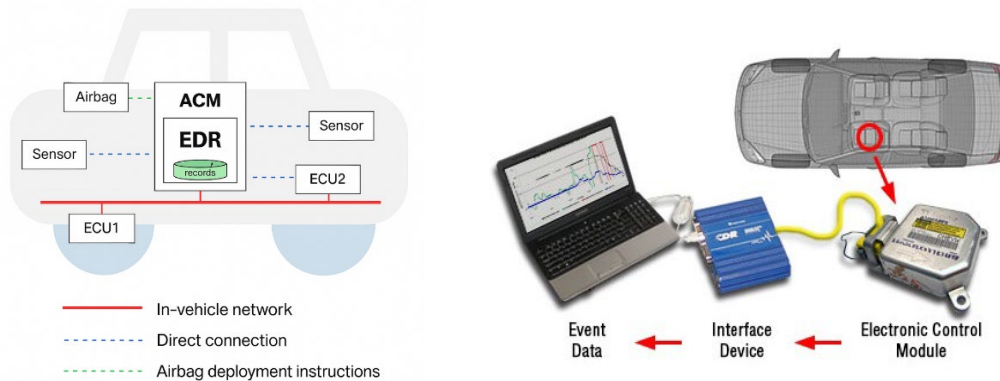 Airbag
ACM
EDR
records
Sensor
Sensor
ECU2
ECU1
In-vehicle network
Direct connection
Airbag deployment instructions
CDR
Event
Data
Interface
Device
Electronic Control
Module